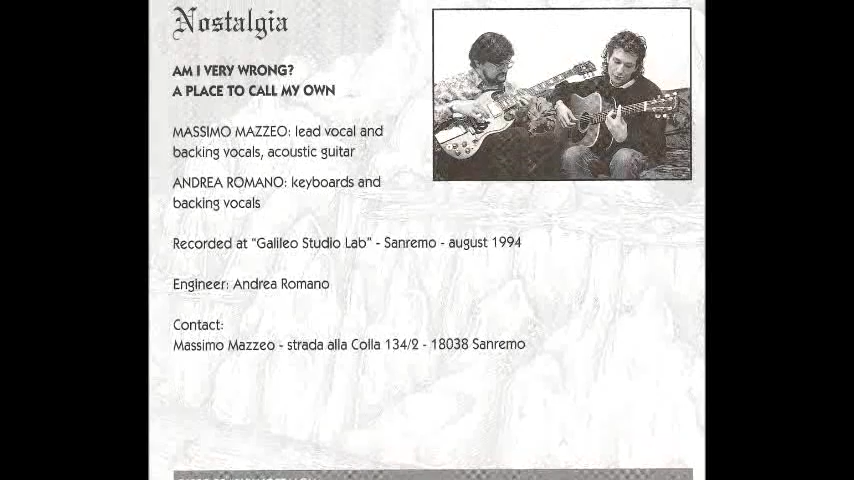 Nostalgia
AM I VERY WRONG?
A PLACE TO CALL MY OWN
MASSIMO MAZZEO: lead vocal and
backing vocals, acoustic guitar
ANDREA ROMANO: keyboards and
backing vocals
Recorded at "Galileo Studio Lab" - Sanremo - august 1994
Engineer: Andrea Romano
Contact:
Massimo Mazzeo - strada alla Colla 134/2 - 18038 Sanremo